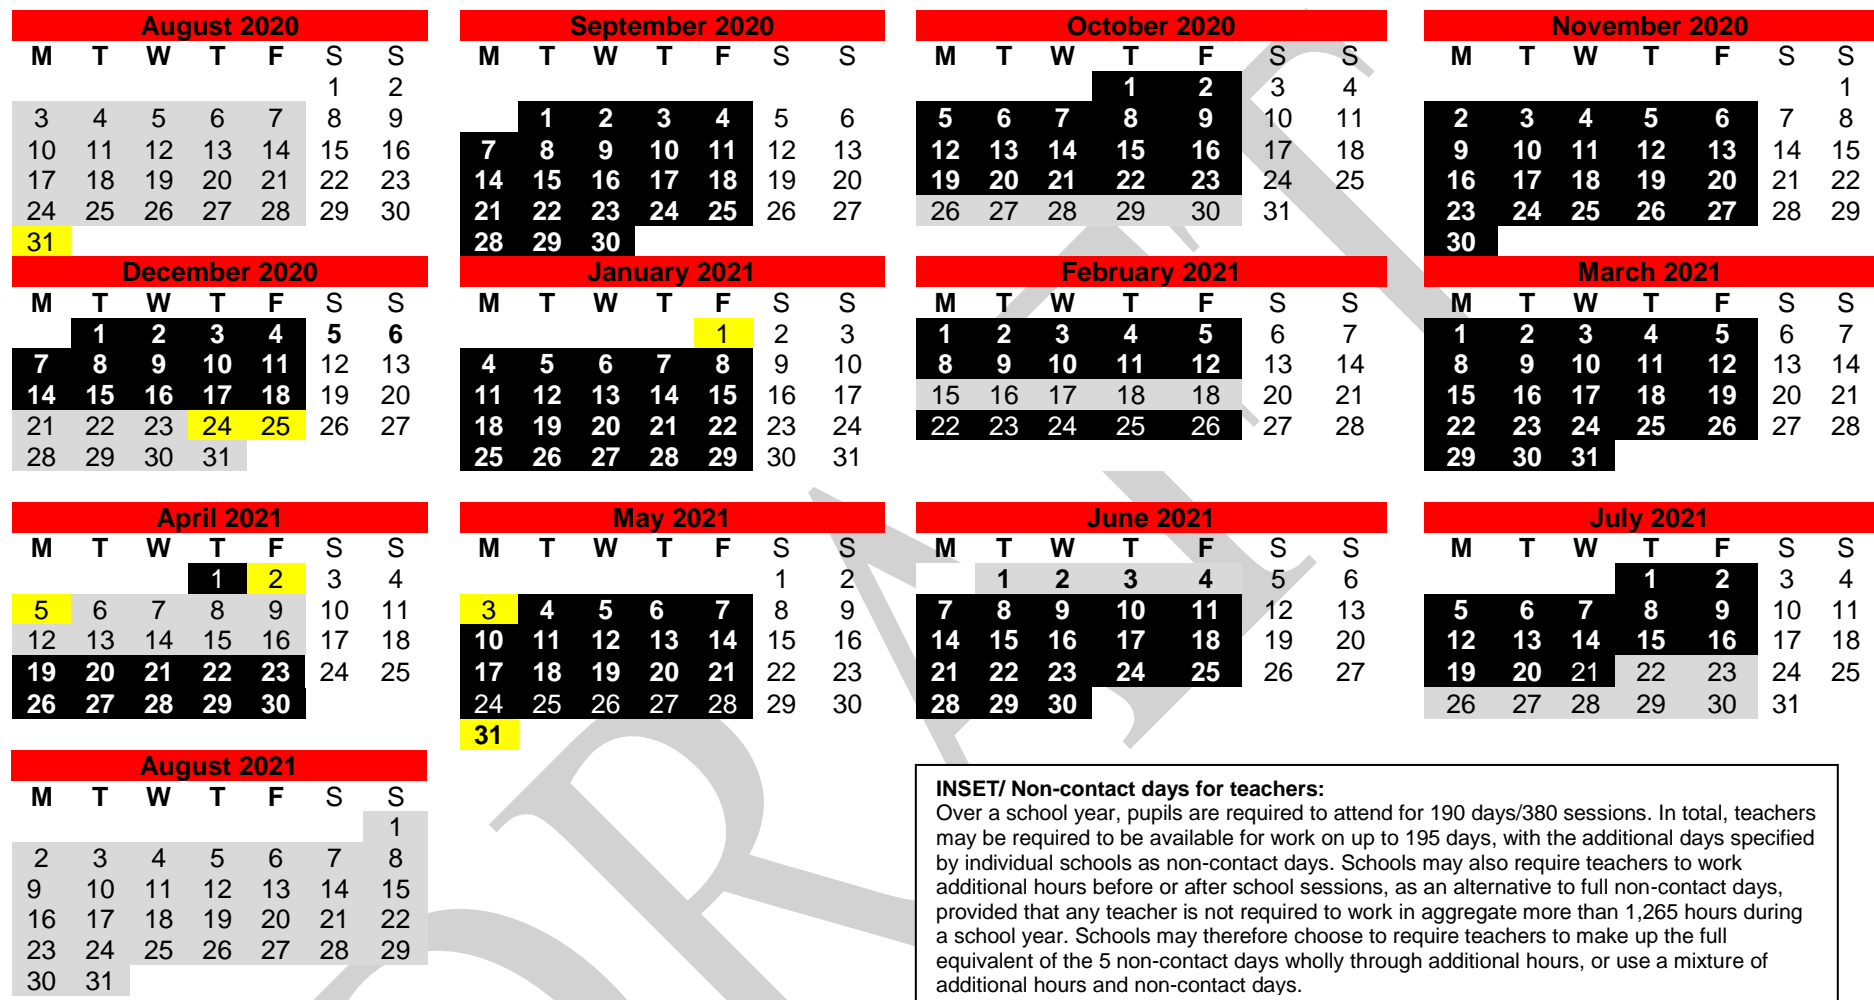 August 2020
M T W T F S S
1 2
3 4 5 6 7 8 9
10 11 12 13 14 15 16
17 18 19 20 21 22 23
24 25 26 27 28 29 30
31
September 2020
M T W T F S S
1 2 3 4 5 6
7 8 9 10 11 12 13
14 15 16 17 18 19 20
21 22 23 24 25 26 27
28 29 30
October 2020
M T W T F S S
1 2 3 4
5 6 7 8 9 10 11
12 13 14 15 16 17 18
19 20 21 22 23 24 25
26 27 28 29 30 31
November 2020
M T W T F S S
1
2 3 4 5 6 7 8
9 10 11 12 13 14 15
16 17 18 19 20 21 22
23 24 25 26 27 28 29
30
December 2020
M T W T F S S
1 2 3 4 5 6
7 8 9 10 11 12 13
14 15 16 17 18 19 20
21 22 23 24 25 26 27
28 29 30 31
January 2021
M T W T F S S
1 2 3
4 5 6 7 8 9 10
11 12 13 14 15 16 17
18 19 20 21 22 23 24
25 26 27 28 29 30 31
February 2021
M T W T F S S
1 2 3 4 5 6 7
8 9 10 11 12 13 14
15 16 17 18 18 20 21
22 23 24 25 26 27 28
March 2021
M T W T F S S
1 2 3 4 5 6 7
8 9 10 11 12 13 14
15 16 17 18 19 20 21
22 23 24 25 26 27 28
29 30 31
April 2021
M T W T F S S
1 2 3 4
5 6 7 8 9 10 11
12 13 14 15 16 17 18
19 20 21 22 23 24 25
26 27 28 29 30
May 2021
M T W T F S S
1 2
3 4 5 6 7 8 9
10 11 12 13 14 15 16
17 18 19 20 21 22 23
24 25 26 27 28 29 30
31
June 2021
M T W T F S S
1 2 3 4 5 6
7 8 9 10 11 12 13
14 15 16 17 18 19 20
21 22 23 24 25 26 27
28 29 30
July 2021
M T W T F S S
1 2 3 4
5 6 7 8 9 10 11
12 13 14 15 16 17 18
19 20 21 22 23 24 25
26 27 28 29 30 31
August 2021
M T W T F S S
1
2 3 4 5 6 7 8
9 10 11 12 13 14 15
16 17 18 19 20 21 22
23 24 25 26 27 28 29
30 31
INSET/ Non-contact days for teachers:
Over a school year, pupils are required to attend for 190 days/380 sessions. In total, teachers
may be required to be available for work on up to 195 days, with the additional days specified
by individual schools as non-contact days. Schools may also require teachers to work
additional hours before or after school sessions, as an alternative to full non-contact days,
provided that any teacher is not required to work in aggregate more than 1,265 hours during
a school year. Schools may therefore choose to require teachers to make up the full
equivalent of the 5 non-contact days wholly through additional hours, or use a mixture of
additional hours and non-contact days.
DRAFT